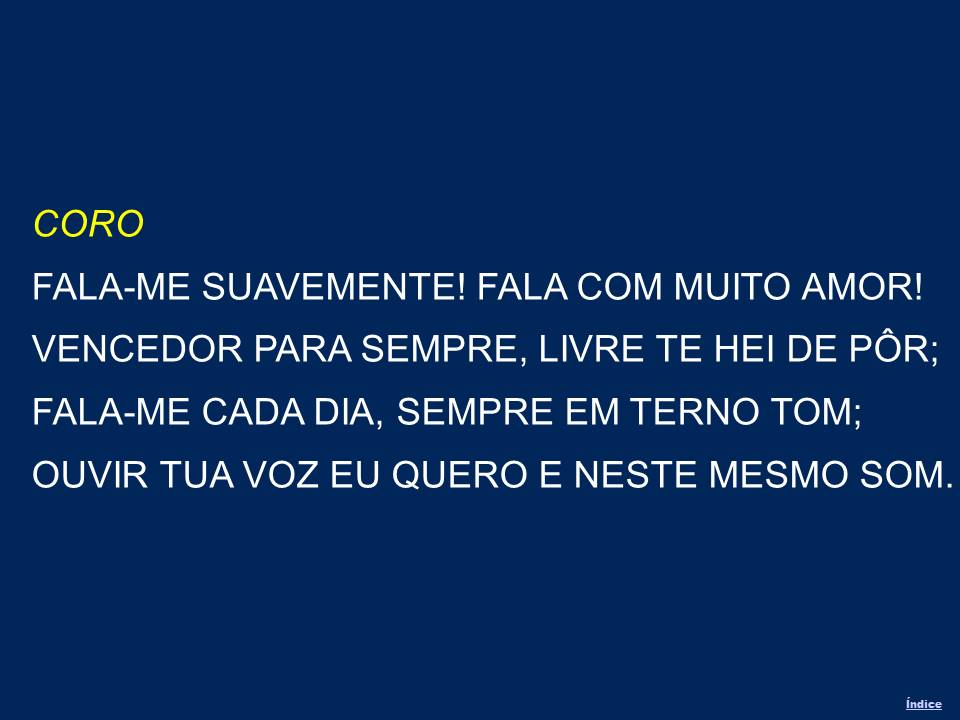 CORO
FALA-ME SUAVEMENTE! FALA COM MUITO AMOR!
VENCEDOR PARA SEMPRE, LIVRE TE HEI DE PÔR;
FALA-ME CADA DIA, SEMPRE EM TERNO TOM;
OUVIR TUA VOZ EU QUERO E NESTE MESMO SOM.
Índice